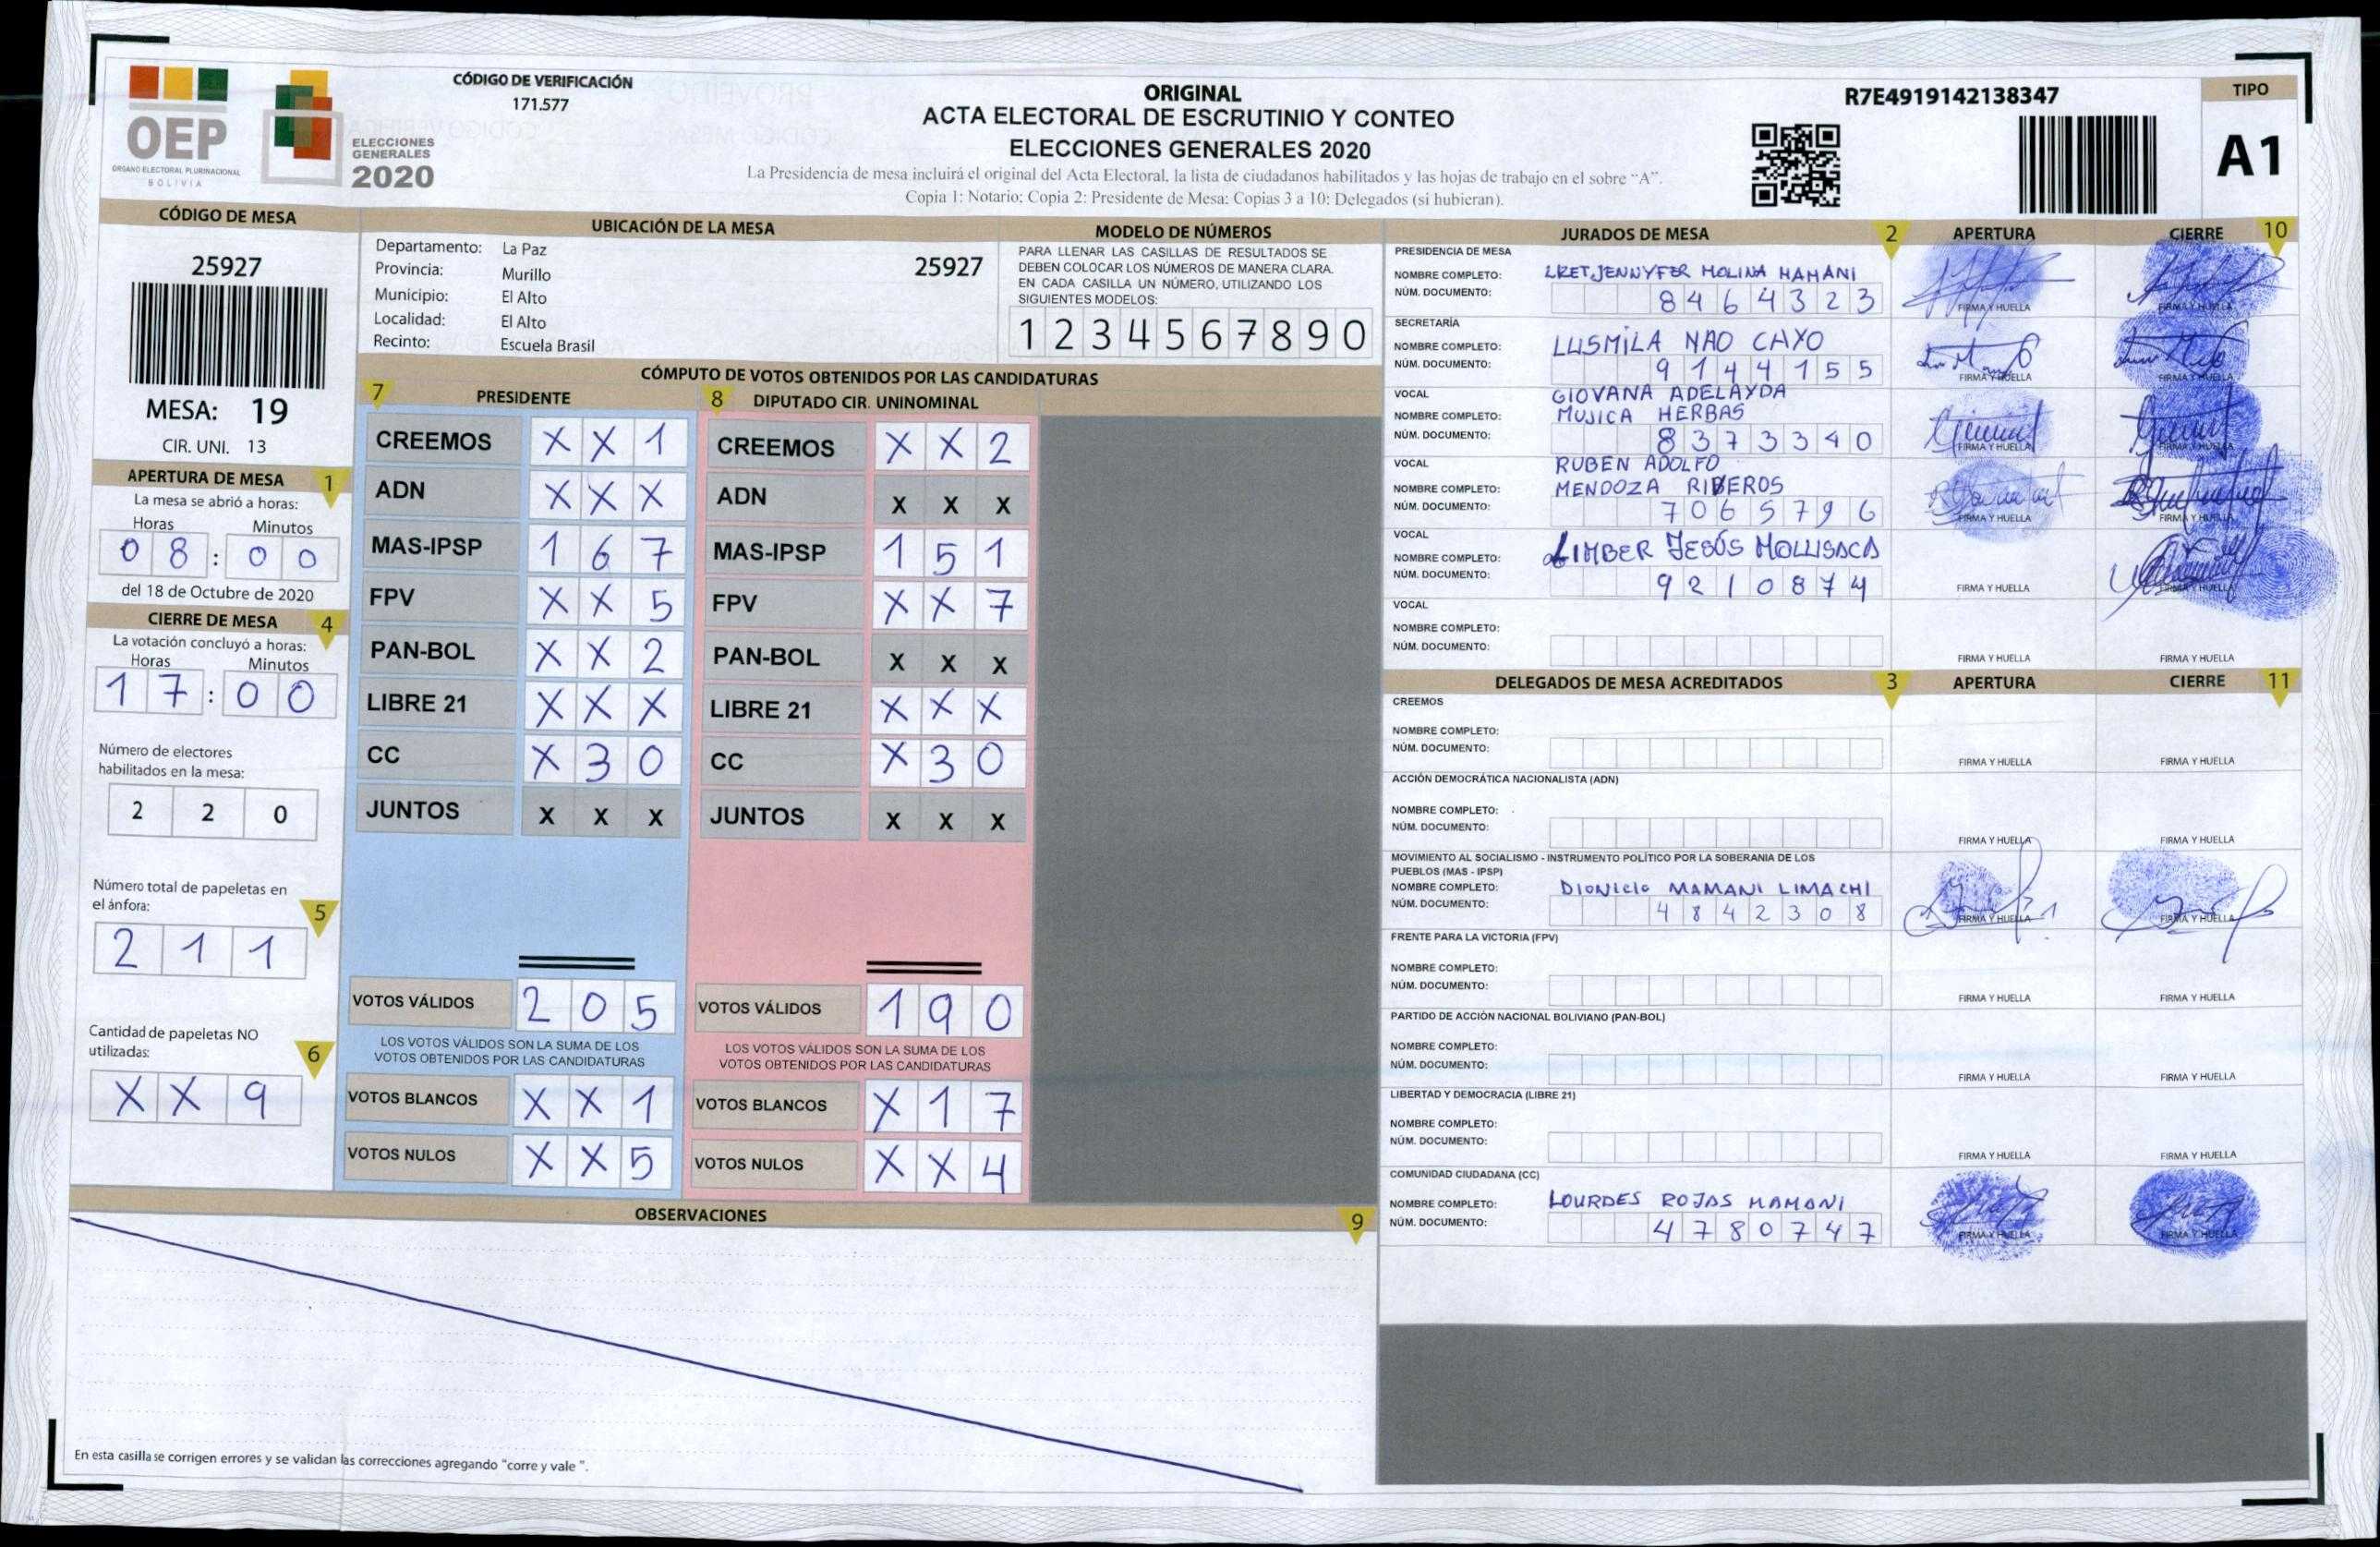 OEP
ÓRGANO ELECTORAL PLURINACIONAL
BOLIVIA
ELECCIONES
GENERALES
2020
CÓDIGO DE VERIFICACIÓN
171.577
ORIGINAL
ACTA ELECTORAL DE ESCRUTINIO Y CONTEO
ELECCIONES GENERALES 2020
La Presidencia de mesa incluirá el original del Acta Electoral, la lista de ciudadanos habilitados y las hojas de trabajo en el sobre "A".
Copia 1: Notario; Copia 2: Presidente de Mesa; Copias 3 a 10: Delegados (si hubieran).
R7E4919142138347
TIPO
A1
CÓDIGO DE MESA
25927
MESA: 19
CIR. UNI. 13
UBICACIÓN DE LA MESA
Departamento: La Paz
25927
Provincia: Murillo
Municipio: El Alto
Localidad: El Alto
Recinto: Escuela Brasil
MODELO DE NÚMEROS
PARA LLENAR LAS CASILLAS DE RESULTADOS SE
DEBEN COLOCAR LOS NÚMEROS DE MANERA CLARA.
EN CADA CASILLA UN NÚMERO, UTILIZANDO LOS
SIGUIENTES MODELOS:
1 2 3 4 5 6 7 8 9 0
APERTURA DE MESA 1
La mesa se abrió a horas:
Horas Minutos
0 8 : 0 0
del 18 de Octubre de 2020
CIERRE DE MESA 4
La votación concluyó a horas:
Horas Minutos
1 7 : 0 0
Número de electores
habilitados en la mesa:
2 2 0
Número total de papeletas en
el ánfora:
5
2 1 1
Cantidad de papeletas NO
utilizadas:
6
X X 9
CÓMPUTO DE VOTOS OBTENIDOS POR LAS CANDIDATURAS
7 PRESIDENTE
CREEMOS X X 1
ADN X X X
MAS-IPSP 1 6 7
FPV X X 5
PAN-BOL X X 2
LIBRE 21 X X X
CC X 3 0
JUNTOS X X X
VOTOS VÁLIDOS 2 0 5
LOS VOTOS VÁLIDOS SON LA SUMA DE LOS
VOTOS OBTENIDOS POR LAS CANDIDATURAS
VOTOS BLANCOS X X 1
VOTOS NULOS X X 5
8 DIPUTADO CIR. UNINOMINAL
CREEMOS X X 2
ADN X X X
MAS-IPSP 1 5 1
FPV X X 7
PAN-BOL X X X
LIBRE 21 X X X
CC X 3 0
JUNTOS X X X
VOTOS VÁLIDOS 1 9 0
LOS VOTOS VÁLIDOS SON LA SUMA DE LOS
VOTOS OBTENIDOS POR LAS CANDIDATURAS
VOTOS BLANCOS X 1 7
VOTOS NULOS X X 4
OBSERVACIONES 9
En esta casilla se corrigen errores y se validan las correcciones agregando "corre y vale ".
JURADOS DE MESA 2 APERTURA CIERRE 10
PRESIDENCIA DE MESA
NOMBRE COMPLETO: LRET JENNYFER MOLINA MAMANI
NÚM. DOCUMENTO: 8 4 6 4 3 2 3
FIRMA Y HUELLA FIRMA Y HUELLA
SECRETARÍA
NOMBRE COMPLETO: LUSMILA NAO CAYO
NÚM. DOCUMENTO: 9 1 4 4 1 5 5
FIRMA Y HUELLA FIRMA Y HUELLA
VOCAL
GIOVANA ADELAYDA
NOMBRE COMPLETO: MUJICA HERBAS
NÚM. DOCUMENTO: 8 3 7 3 3 4 0
FIRMA Y HUELLA FIRMA Y HUELLA
VOCAL
RUBEN ADOLFO
NOMBRE COMPLETO: MENDOZA RIBEROS
NÚM. DOCUMENTO: 7 0 6 5 7 9 6
FIRMA Y HUELLA FIRMA Y HUELLA
VOCAL
NOMBRE COMPLETO: LIMBER JESÚS MOLLISACA
NÚM. DOCUMENTO: 9 2 1 0 8 7 4
FIRMA Y HUELLA FIRMA Y HUELLA
VOCAL
NOMBRE COMPLETO:
NÚM. DOCUMENTO:
FIRMA Y HUELLA FIRMA Y HUELLA
DELEGADOS DE MESA ACREDITADOS 3 APERTURA CIERRE 11
CREEMOS
NOMBRE COMPLETO:
NÚM. DOCUMENTO:
FIRMA Y HUELLA FIRMA Y HUELLA
ACCIÓN DEMOCRÁTICA NACIONALISTA (ADN)
NOMBRE COMPLETO:
NÚM. DOCUMENTO:
FIRMA Y HUELLA FIRMA Y HUELLA
MOVIMIENTO AL SOCIALISMO - INSTRUMENTO POLÍTICO POR LA SOBERANIA DE LOS
PUEBLOS (MAS - IPSP)
NOMBRE COMPLETO: DIONICIO MAMANI LIMACHI
NÚM. DOCUMENTO: 4 8 4 2 3 0 8
FIRMA Y HUELLA FIRMA Y HUELLA
FRENTE PARA LA VICTORIA (FPV)
NOMBRE COMPLETO:
NÚM. DOCUMENTO:
FIRMA Y HUELLA FIRMA Y HUELLA
PARTIDO DE ACCIÓN NACIONAL BOLIVIANO (PAN-BOL)
NOMBRE COMPLETO:
NÚM. DOCUMENTO:
FIRMA Y HUELLA FIRMA Y HUELLA
LIBERTAD Y DEMOCRACIA (LIBRE 21)
NOMBRE COMPLETO:
NÚM. DOCUMENTO:
FIRMA Y HUELLA FIRMA Y HUELLA
COMUNIDAD CIUDADANA (CC)
NOMBRE COMPLETO: LOURDES ROJAS MAMANI
NÚM. DOCUMENTO: 4 7 8 0 7 4 7
FIRMA Y HUELLA FIRMA Y HUELLA